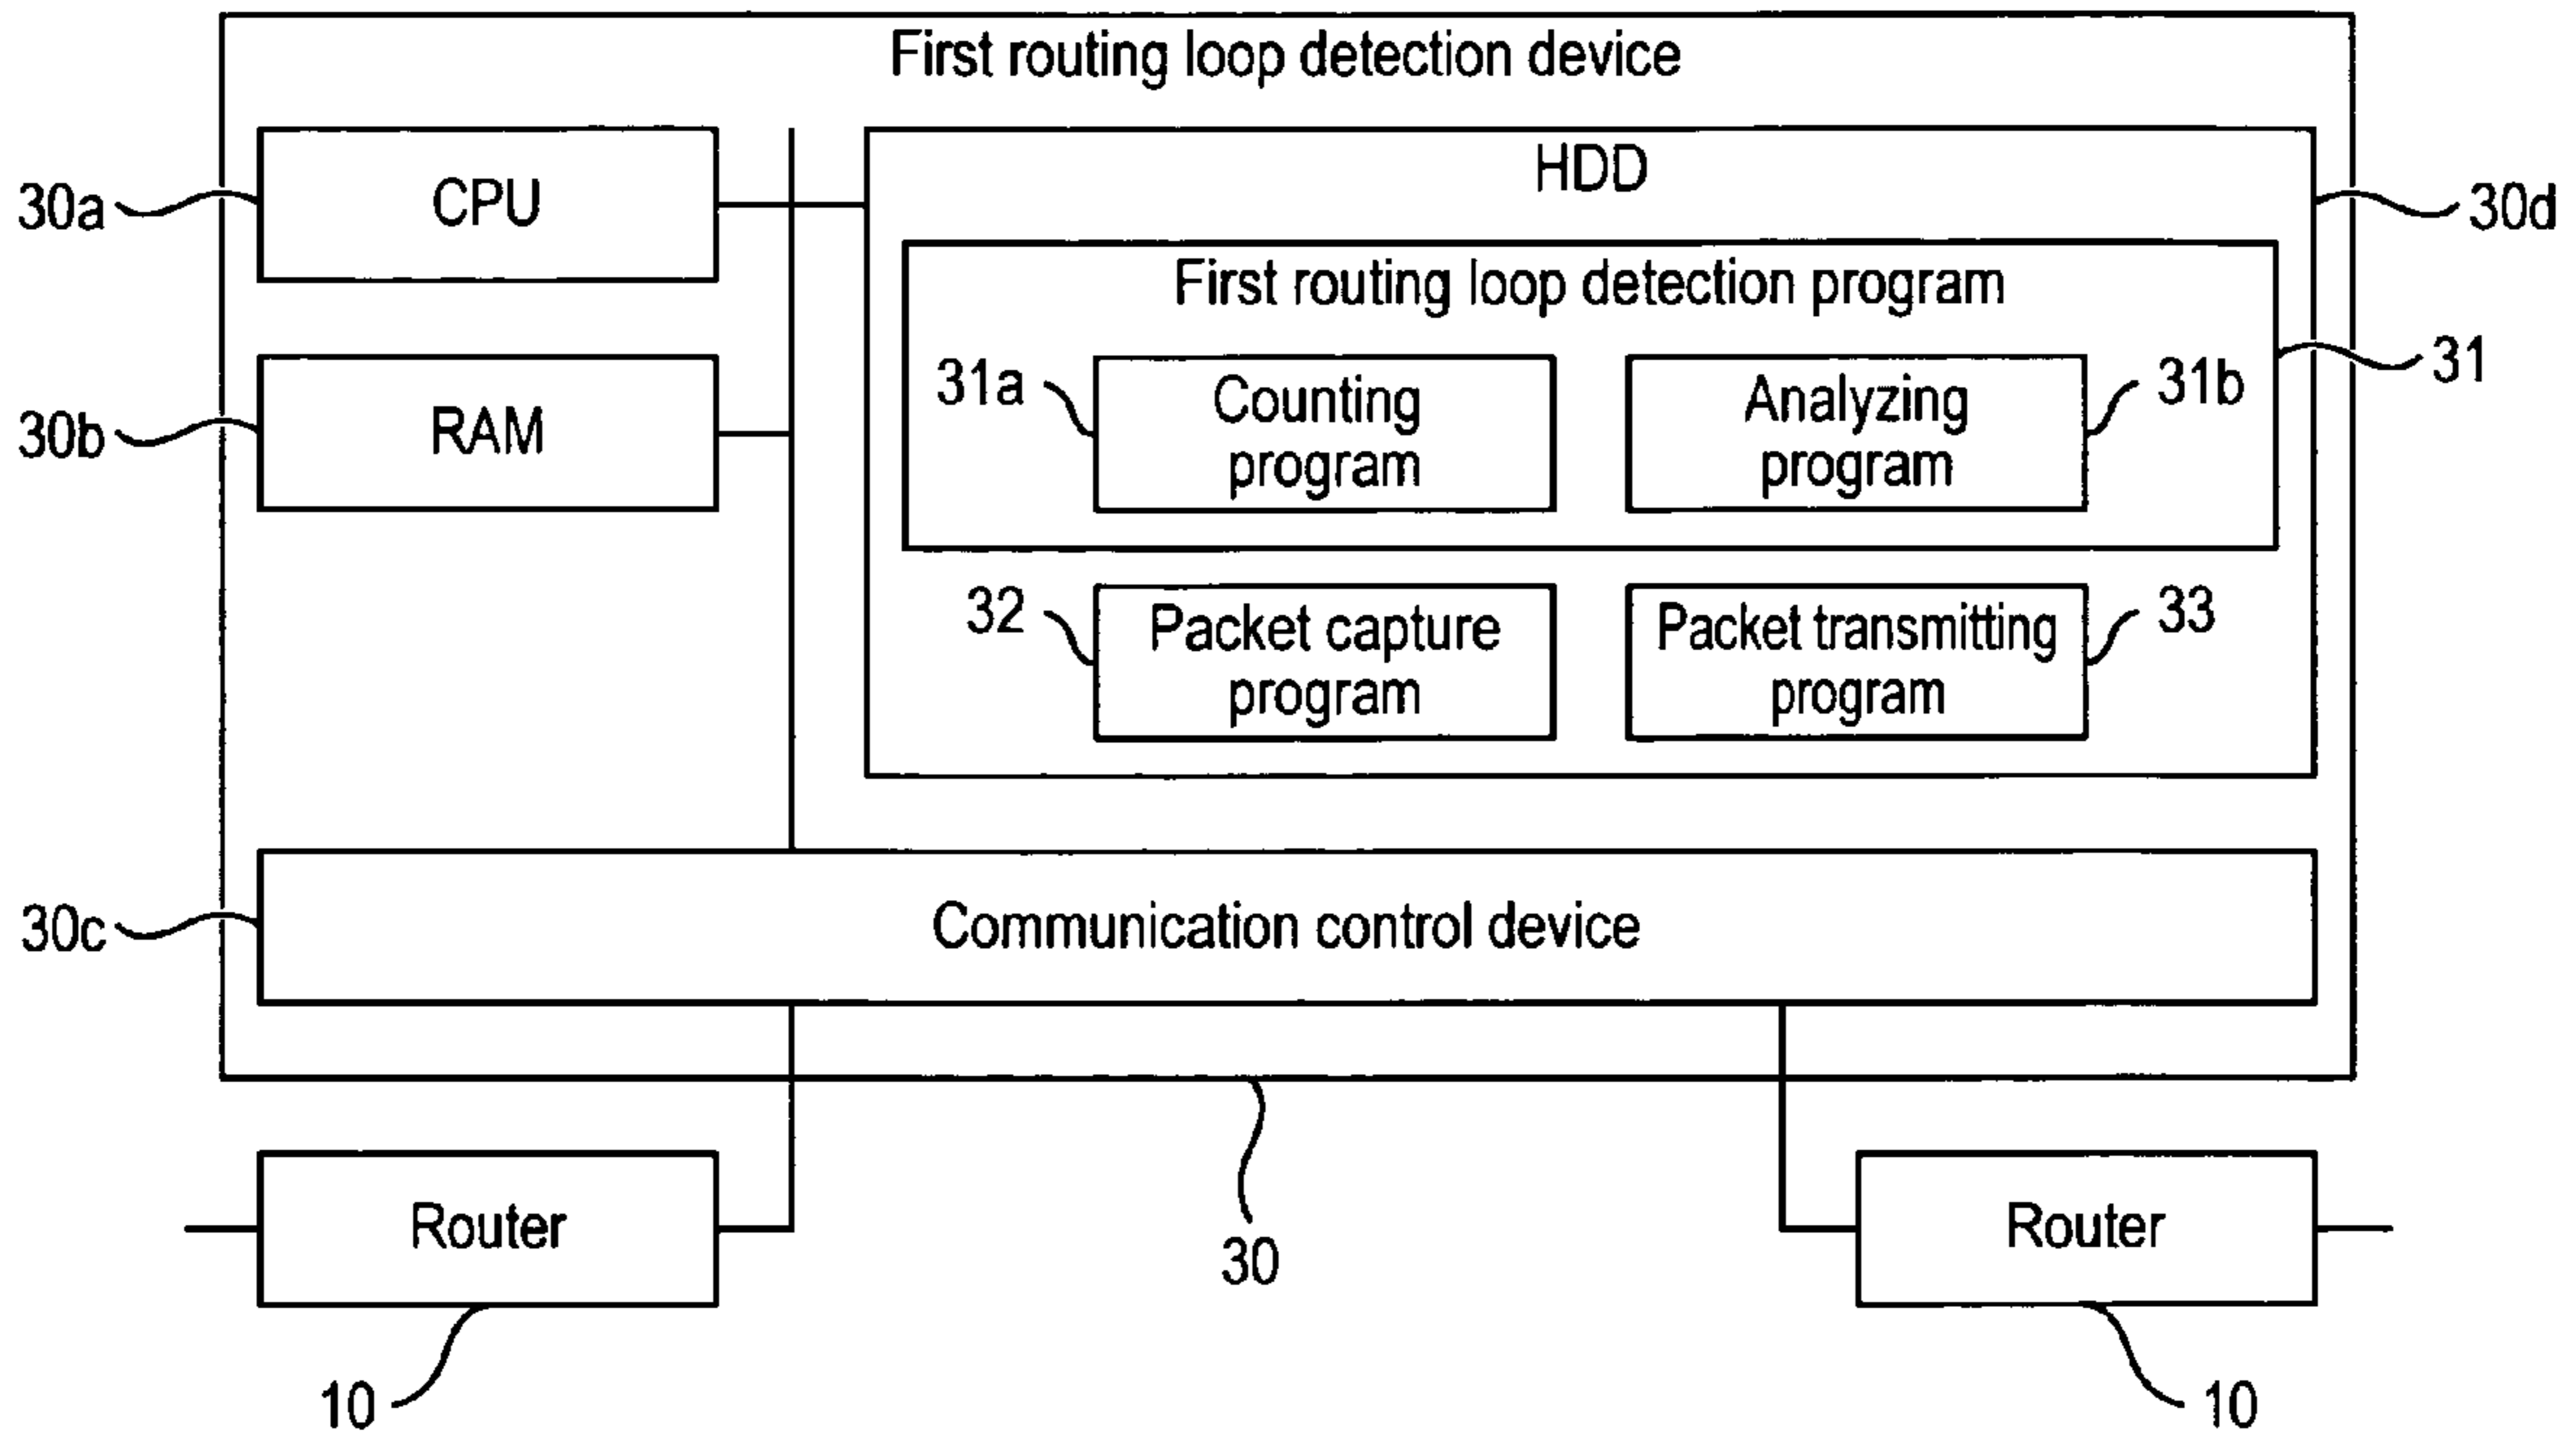 First routing loop detection device
30a
CPU
HDD
30d
First routing loop detection program
30b
RAM
31a
Counting
program
Analyzing
program
31b
31
32
Packet capture
program
Packet transmitting
program
33
30c
Communication control device
Router
30
Router
10
10